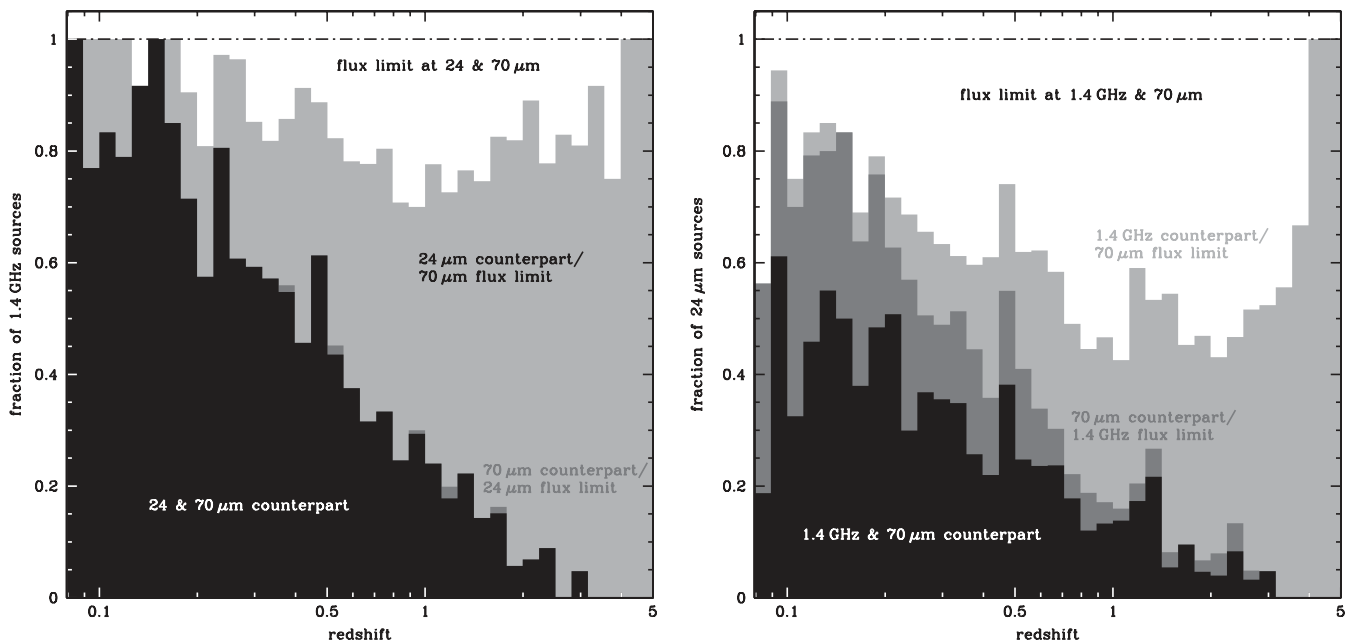 fraction of 1.4 GHz sources
1
0.8
0.6
0.4
0.2
0
flux limit at 24 & 70 μm
24 μm counterpart/
70 μm flux limit
70 μm counterpart/
24 μm flux limit
24 & 70 μm counterpart
0.1
0.5
1
5
redshift
fraction of 24 μm sources
1
0.8
0.6
0.4
0.2
0
flux limit at 1.4 GHz & 70 μm
1.4 GHz counterpart/
70 μm flux limit
70 μm counterpart/
1.4 GHz flux limit
1.4 GHz & 70 μm counterpart
0.1
0.5
1
5
redshift